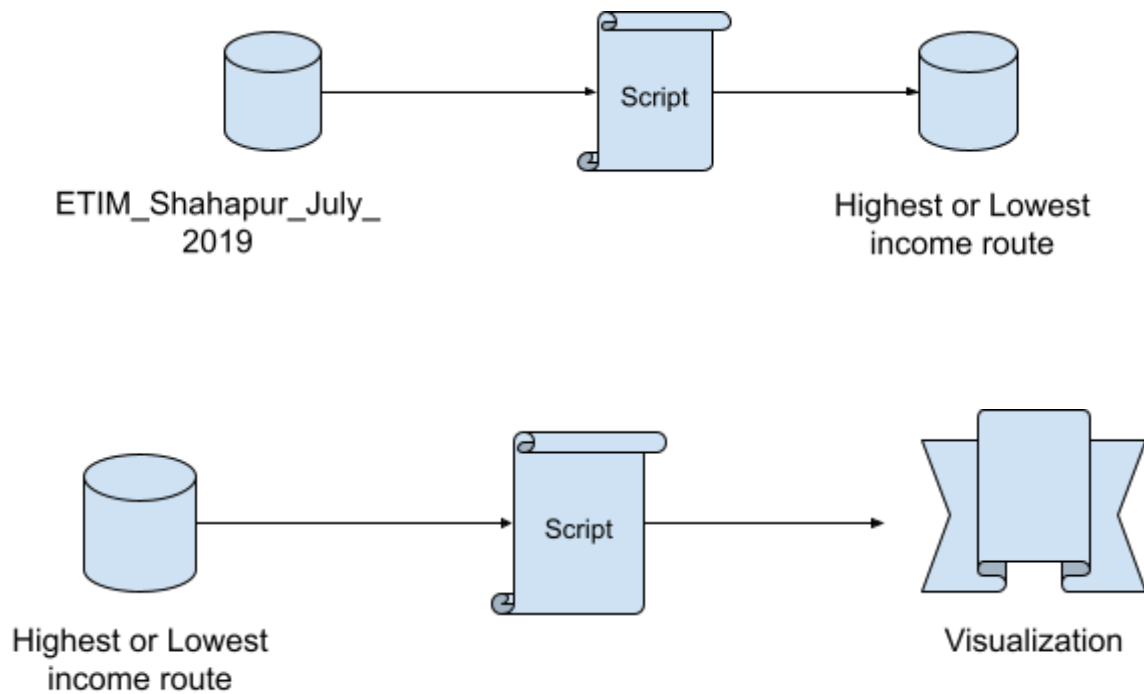 Script
ETIM_Shahapur_July_
2019
Highest or Lowest
income route
Script
Highest or Lowest
income route
Visualization